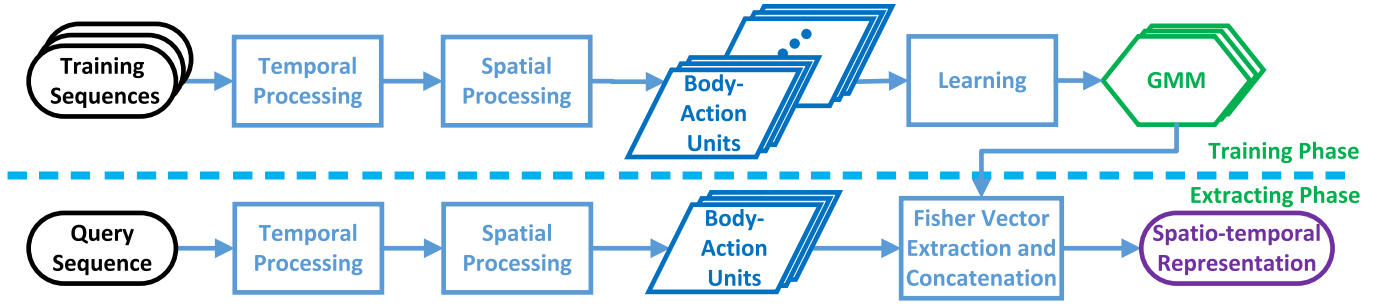 Training
Sequences
Temporal
Processing
Spatial
Processing
Body-
Action
Units
Learning
GMM
Training Phase
Extracting Phase
Query
Sequence
Temporal
Processing
Spatial
Processing
Body-
Action
Units
Fisher Vector
Extraction and
Concatenation
Spatio-temporal
Representation